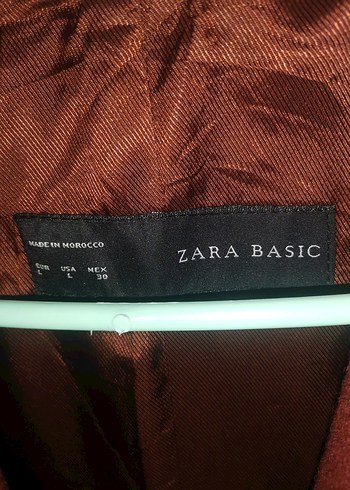 MADE IN MOROCCO
ZARA BASIC
EUR USA MEX
L L 30